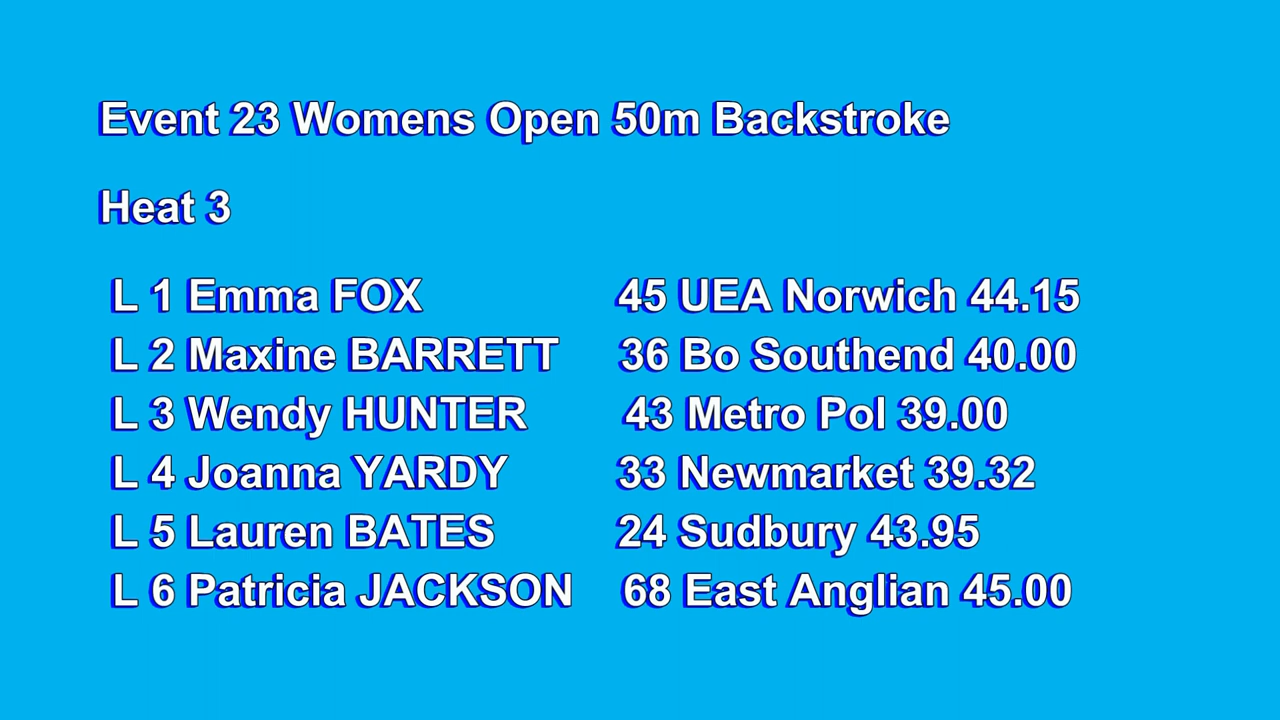 Event 23 Womens Open 50m Backstroke
Heat 3
L 1 Emma FOX 45 UEA Norwich 44.15
L 2 Maxine BARRETT 36 Bo Southend 40.00
L 3 Wendy HUNTER 43 Metro Pol 39.00
L 4 Joanna YARDY 33 Newmarket 39.32
L 5 Lauren BATES 24 Sudbury 43.95
L 6 Patricia JACKSON 68 East Anglian 45.00